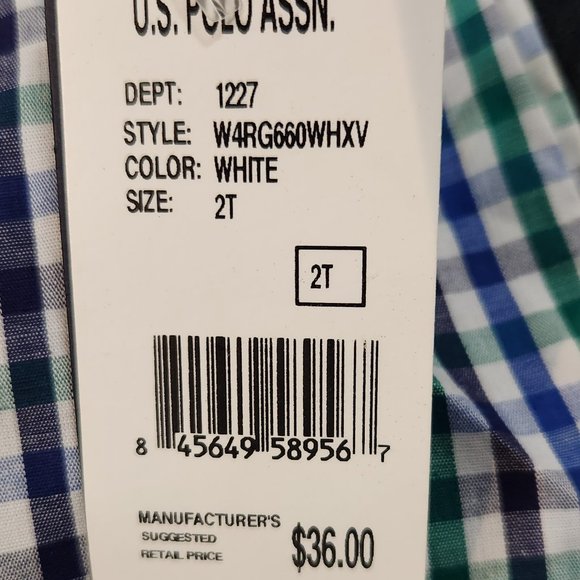 U.S. POLO ASSN.
DEPT: 1227
STYLE: W4RG660WHXV
COLOR: WHITE
SIZE: 2T
2T
8 45649 58956 7
MANUFACTURER'S
SUGGESTED
RETAIL PRICE $36.00